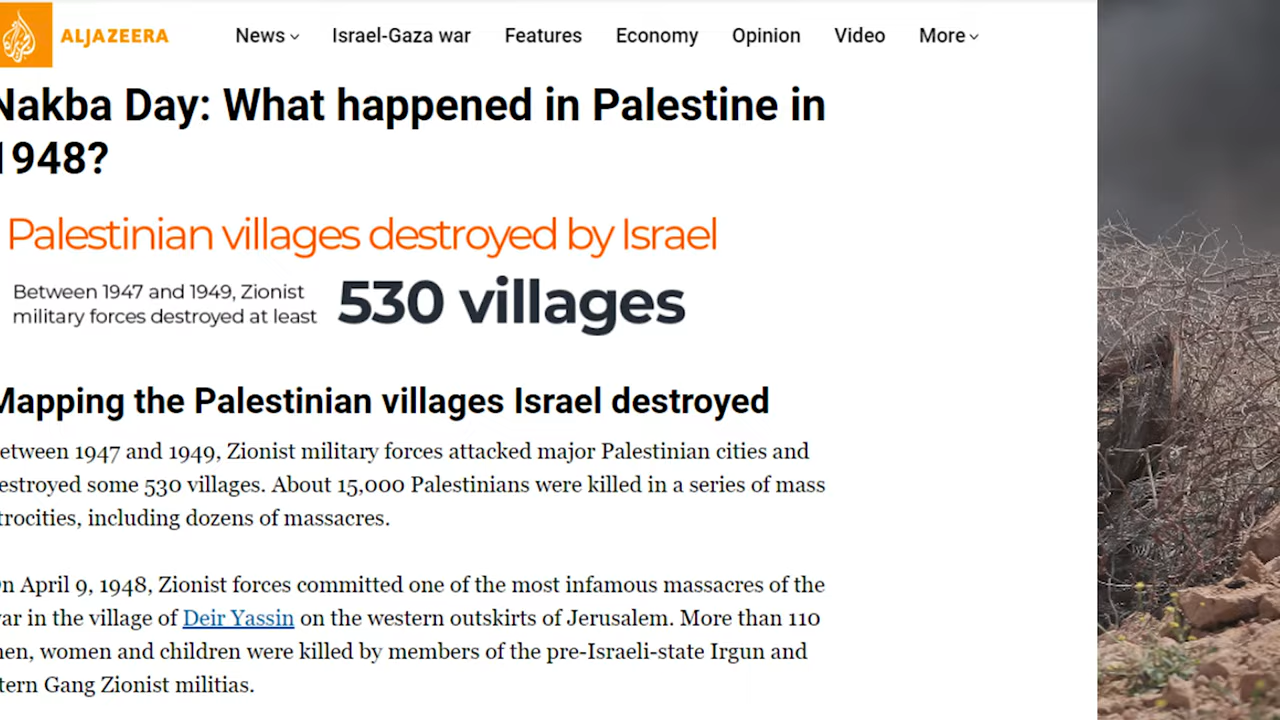 ALJAZEERA News Israel-Gaza war Features Economy Opinion Video More
Nakba Day: What happened in Palestine in
1948?
Palestinian villages destroyed by Israel
Between 1947 and 1949, Zionist
military forces destroyed at least
530 villages
Mapping the Palestinian villages Israel destroyed
etween 1947 and 1949, Zionist military forces attacked major Palestinian cities and
estroyed some 530 villages. About 15,000 Palestinians were killed in a series of mass
trocities, including dozens of massacres.
n April 9, 1948, Zionist forces committed one of the most infamous massacres of the
ar in the village of Deir Yassin on the western outskirts of Jerusalem. More than 110
en, women and children were killed by members of the pre-Israeli-state Irgun and
tern Gang Zionist militias.